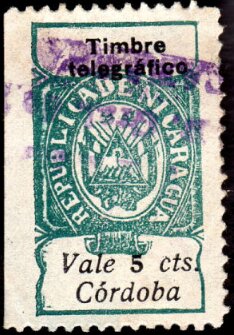 Timbre
telegráfico
REPUBLICA DE NICARAGUA
Vale 5 cts.
Córdoba